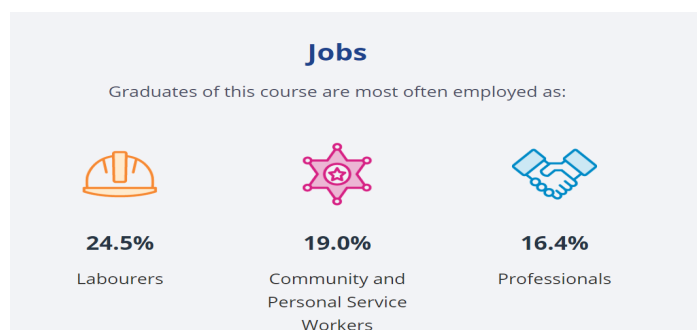 Jobs
Graduates of this course are most often employed as:
24.5%
19.0%
16.4%
Labourers
Community and
Personal Service
Workers
Professionals